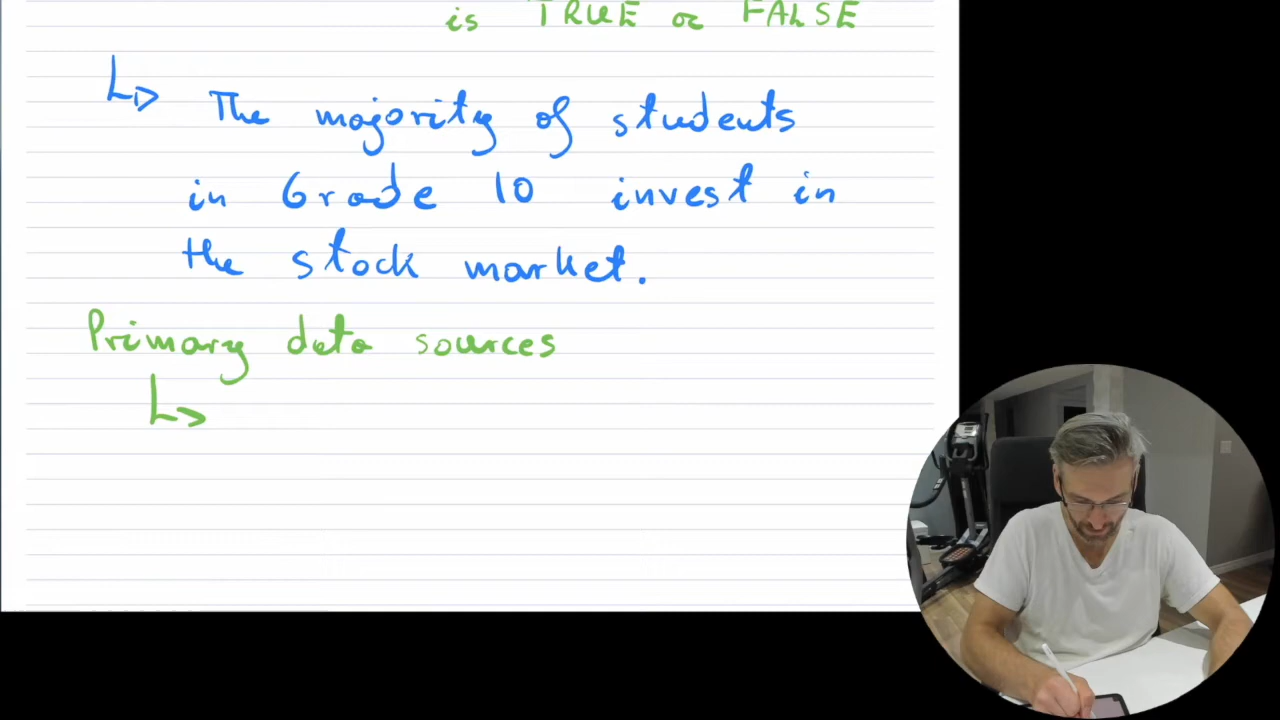 is TRUE or FALSE
The majority of students
in Grade 10 invest in
the stock market.
Primary data sources